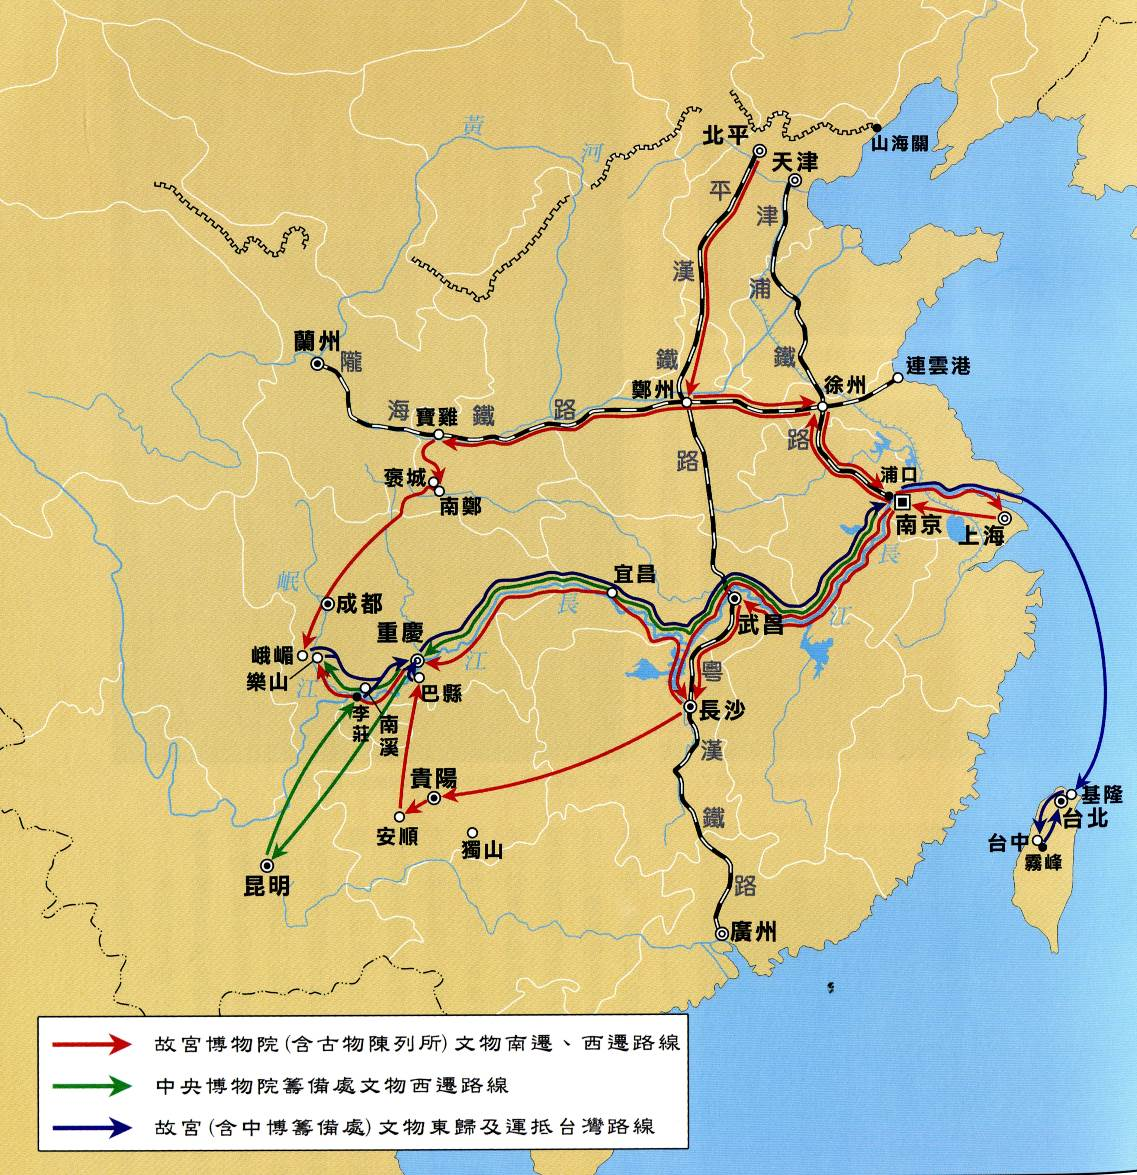 黃
河
北平
天津
山海關
平
津
漢
浦
鐵
鐵
蘭州
隴
海
寶雞
鐵
路
鄭州
徐州
連雲港
路
路
褒城
南鄭
浦口
南京
上海
長
江
岷
成都
宜昌
長
武昌
重慶
江
峨嵋
樂山
江
巴縣
李莊
南溪
粵
長沙
漢
貴陽
鐵
安順
獨山
基隆
台北
台中
霧峰
昆明
路
廣州
故宮博物院(含古物陳列所)文物南遷、西遷路線
中央博物院籌備處文物西遷路線
故宮(含中博籌備處)文物東歸及運抵台灣路線